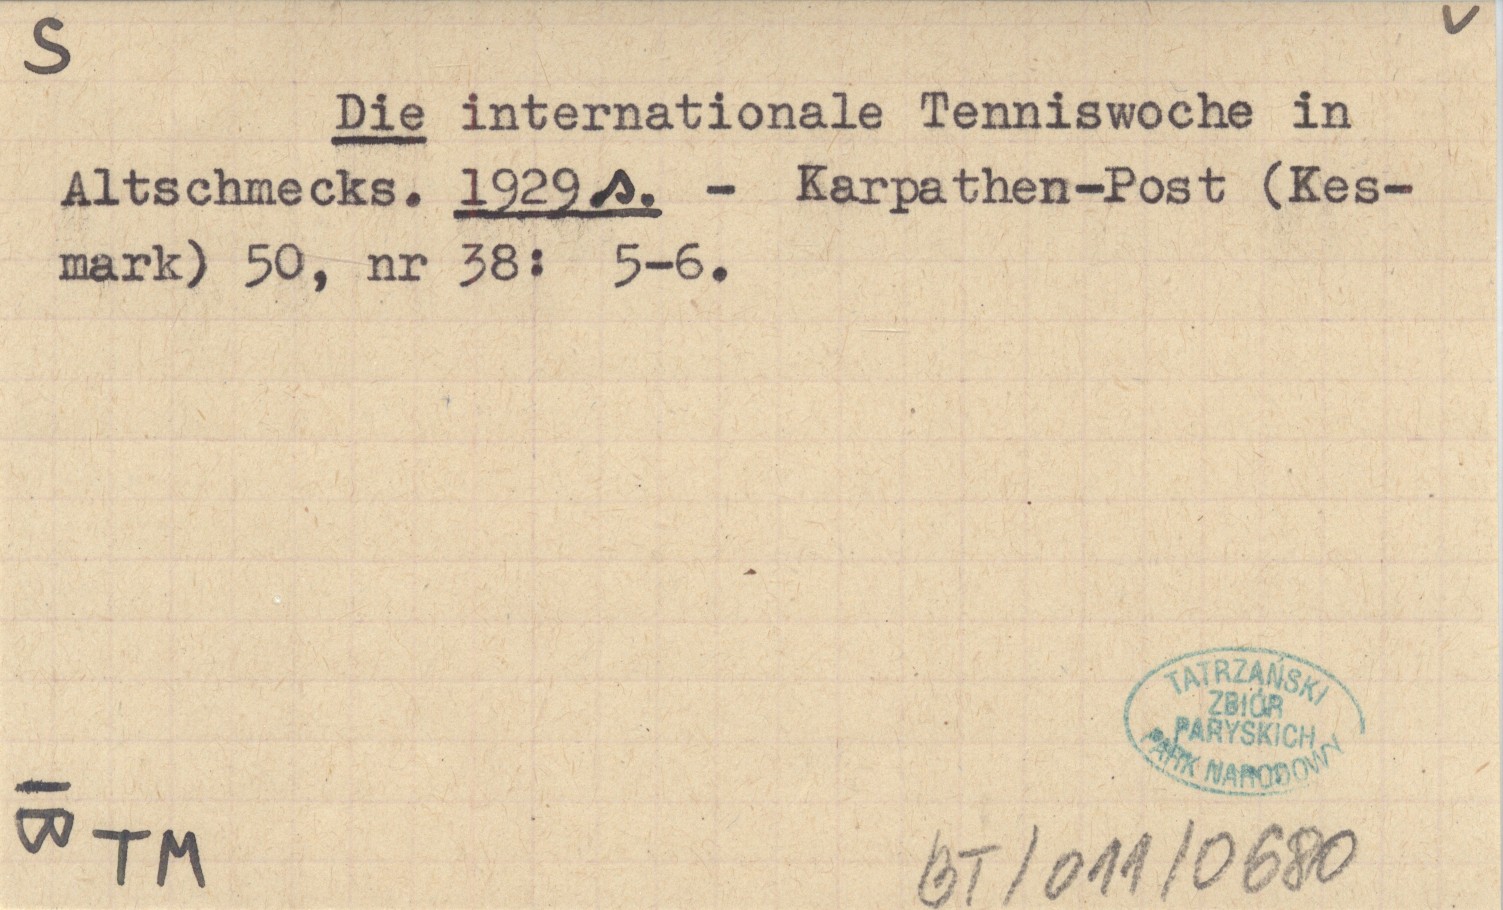 S
v
Die internationale Tenniswoche in
Altschmecks. 1929 s. - Karpathen-Post (Kes-
mark) 50, nr 38: 5-6.
TATRZAŃSKI
ZBIÓR
PARYSKICH
PARK NARODOWY
IB
TM
BT/011/0680